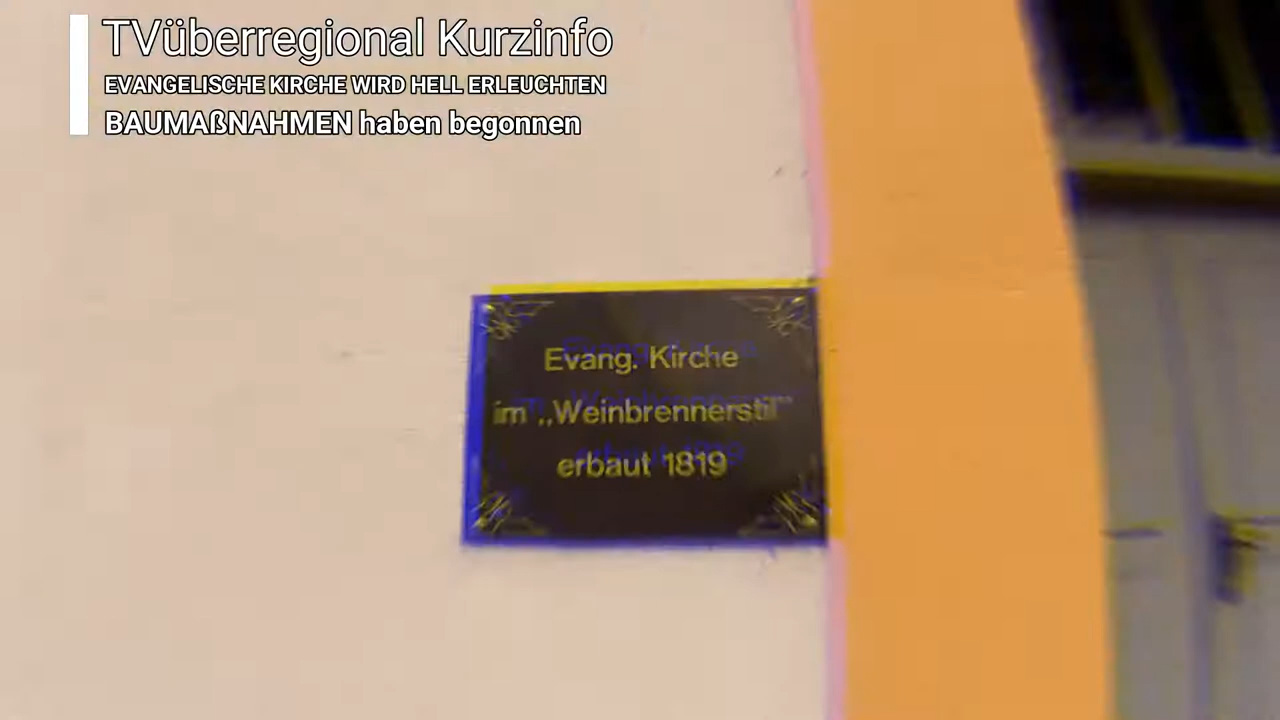 TVüberregional Kurzinfo
EVANGELISCHE KIRCHE WIRD HELL ERLEUCHTEN
BAUMAßNAHMEN haben begonnen
Evang. Kirche
im „Weinbrennerstil"
erbaut 1819